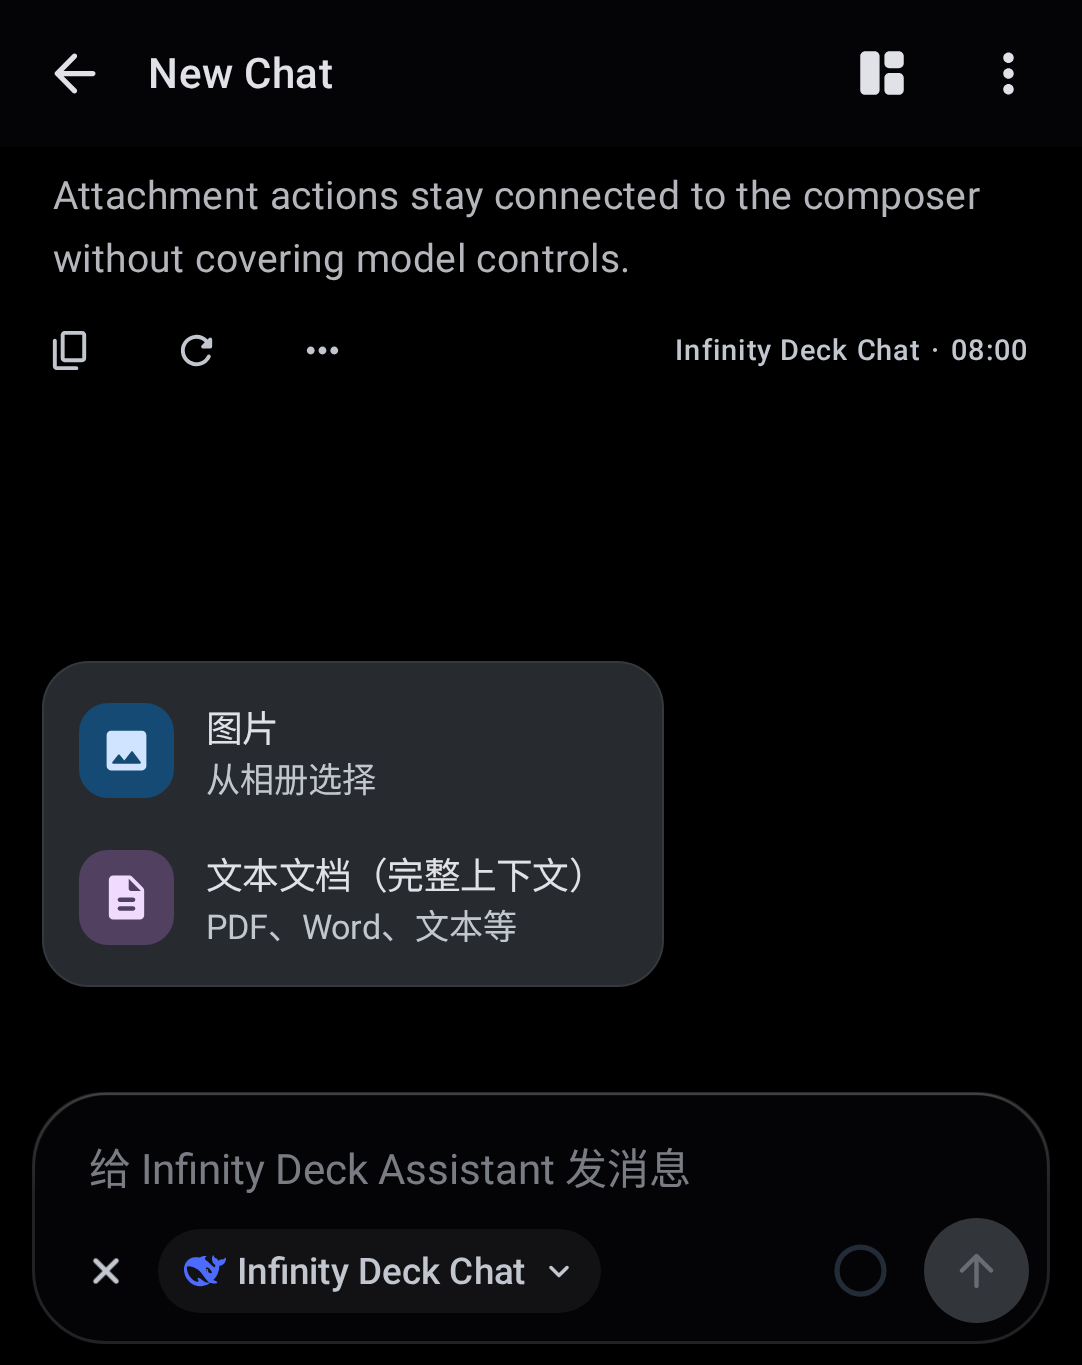 New Chat
Attachment actions stay connected to the composer
without covering model controls.
Infinity Deck Chat · 08:00
图片
从相册选择
文本文档（完整上下文）
PDF、Word、文本等
给 Infinity Deck Assistant 发消息
Infinity Deck Chat